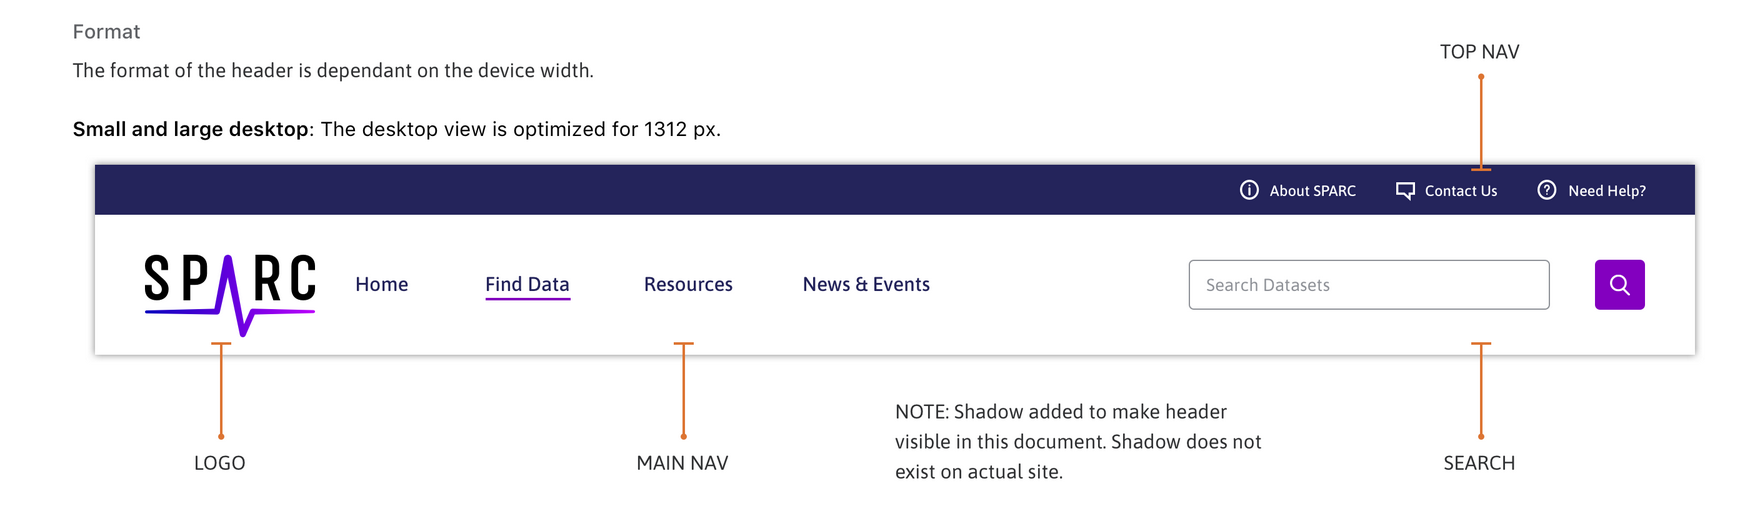 Format
The format of the header is dependant on the device width.
TOP NAV
Small and large desktop: The desktop view is optimized for 1312 px.
About SPARC Contact Us Need Help?
SPARC Home Find Data Resources News & Events Search Datasets
NOTE: Shadow added to make header
visible in this document. Shadow does not
exist on actual site.
LOGO MAIN NAV SEARCH